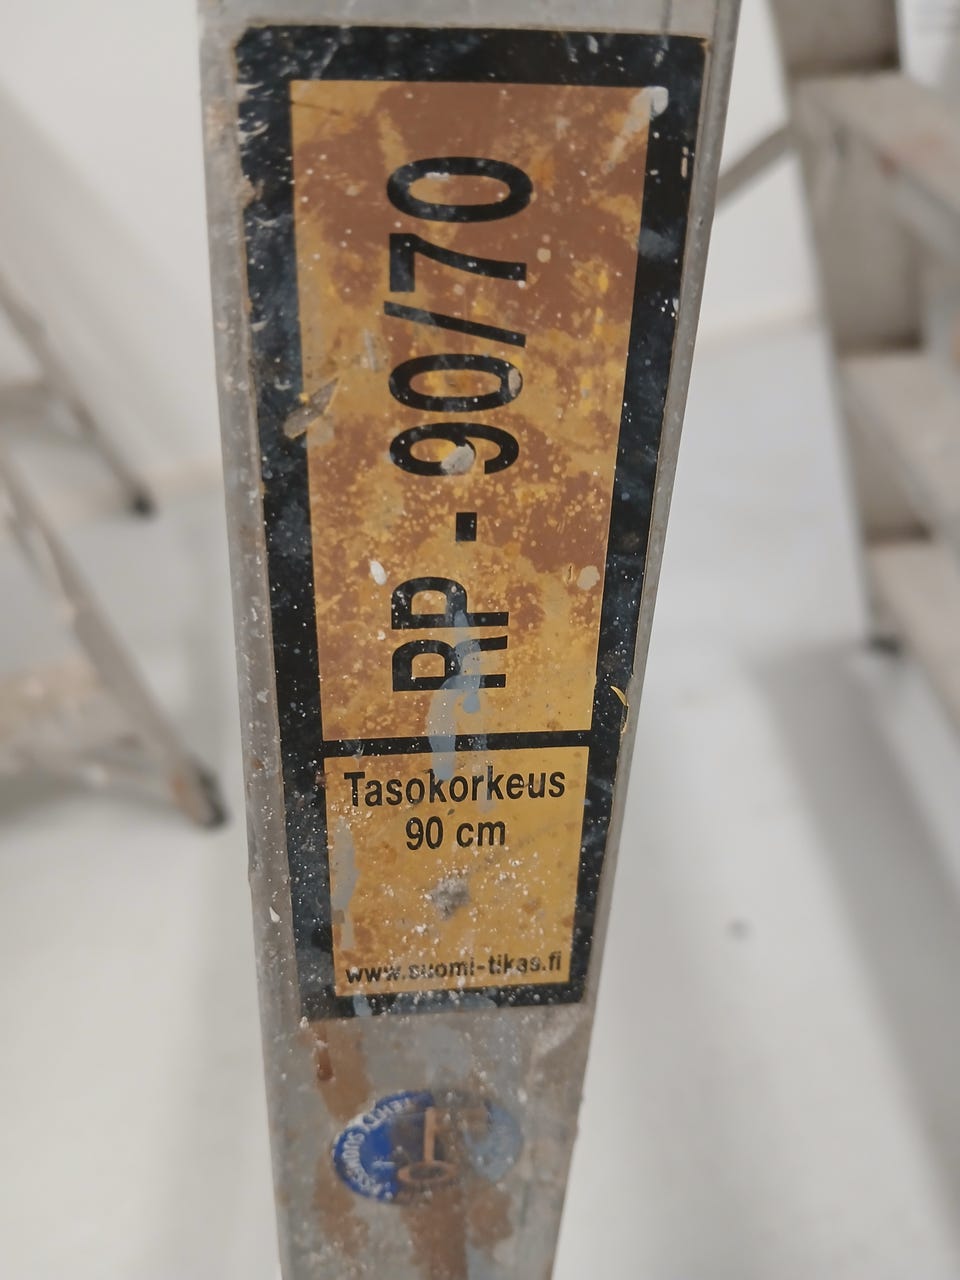 RP - 90/70
Tasokorkeus
90 cm
www.suomi-tikas.fi